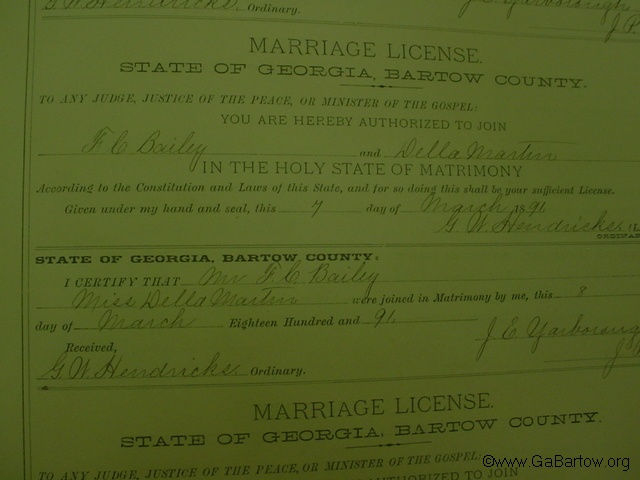 G W Hendricks Ordinary. J. E. Yarborough
J. P.
MARRIAGE LICENSE.
STATE OF GEORGIA, BARTOW COUNTY.
TO ANY JUDGE, JUSTICE OF THE PEACE, OR MINISTER OF THE GOSPEL:
YOU ARE HEREBY AUTHORIZED TO JOIN
F. C Bailey and Della Martin
IN THE HOLY STATE OF MATRIMONY
According to the Constitution and Laws of this State, and for so doing this shall be your sufficient License.
Given under my hand and seal, this 7 day of March 1891.
G. W. Hendricks (L
ORDINAR
STATE OF GEORGIA, BARTOW COUNTY:
I CERTIFY THAT Mr F. C. Bailey
Miss Della Martin were joined in Matrimony by me, this 8
day of March Eighteen Hundred and 91.
J E Yarboroug
Received,
G. W Hendricks Ordinary.
MARRIAGE LICENSE.
STATE OF GEORGIA, BARTOW COUNTY.
TO ANY JUDGE, JUSTICE OF THE PEACE, OR MINISTER OF THE GOSPEL:
AUTHORIZED TO JOIN
©www.GaBartow.org